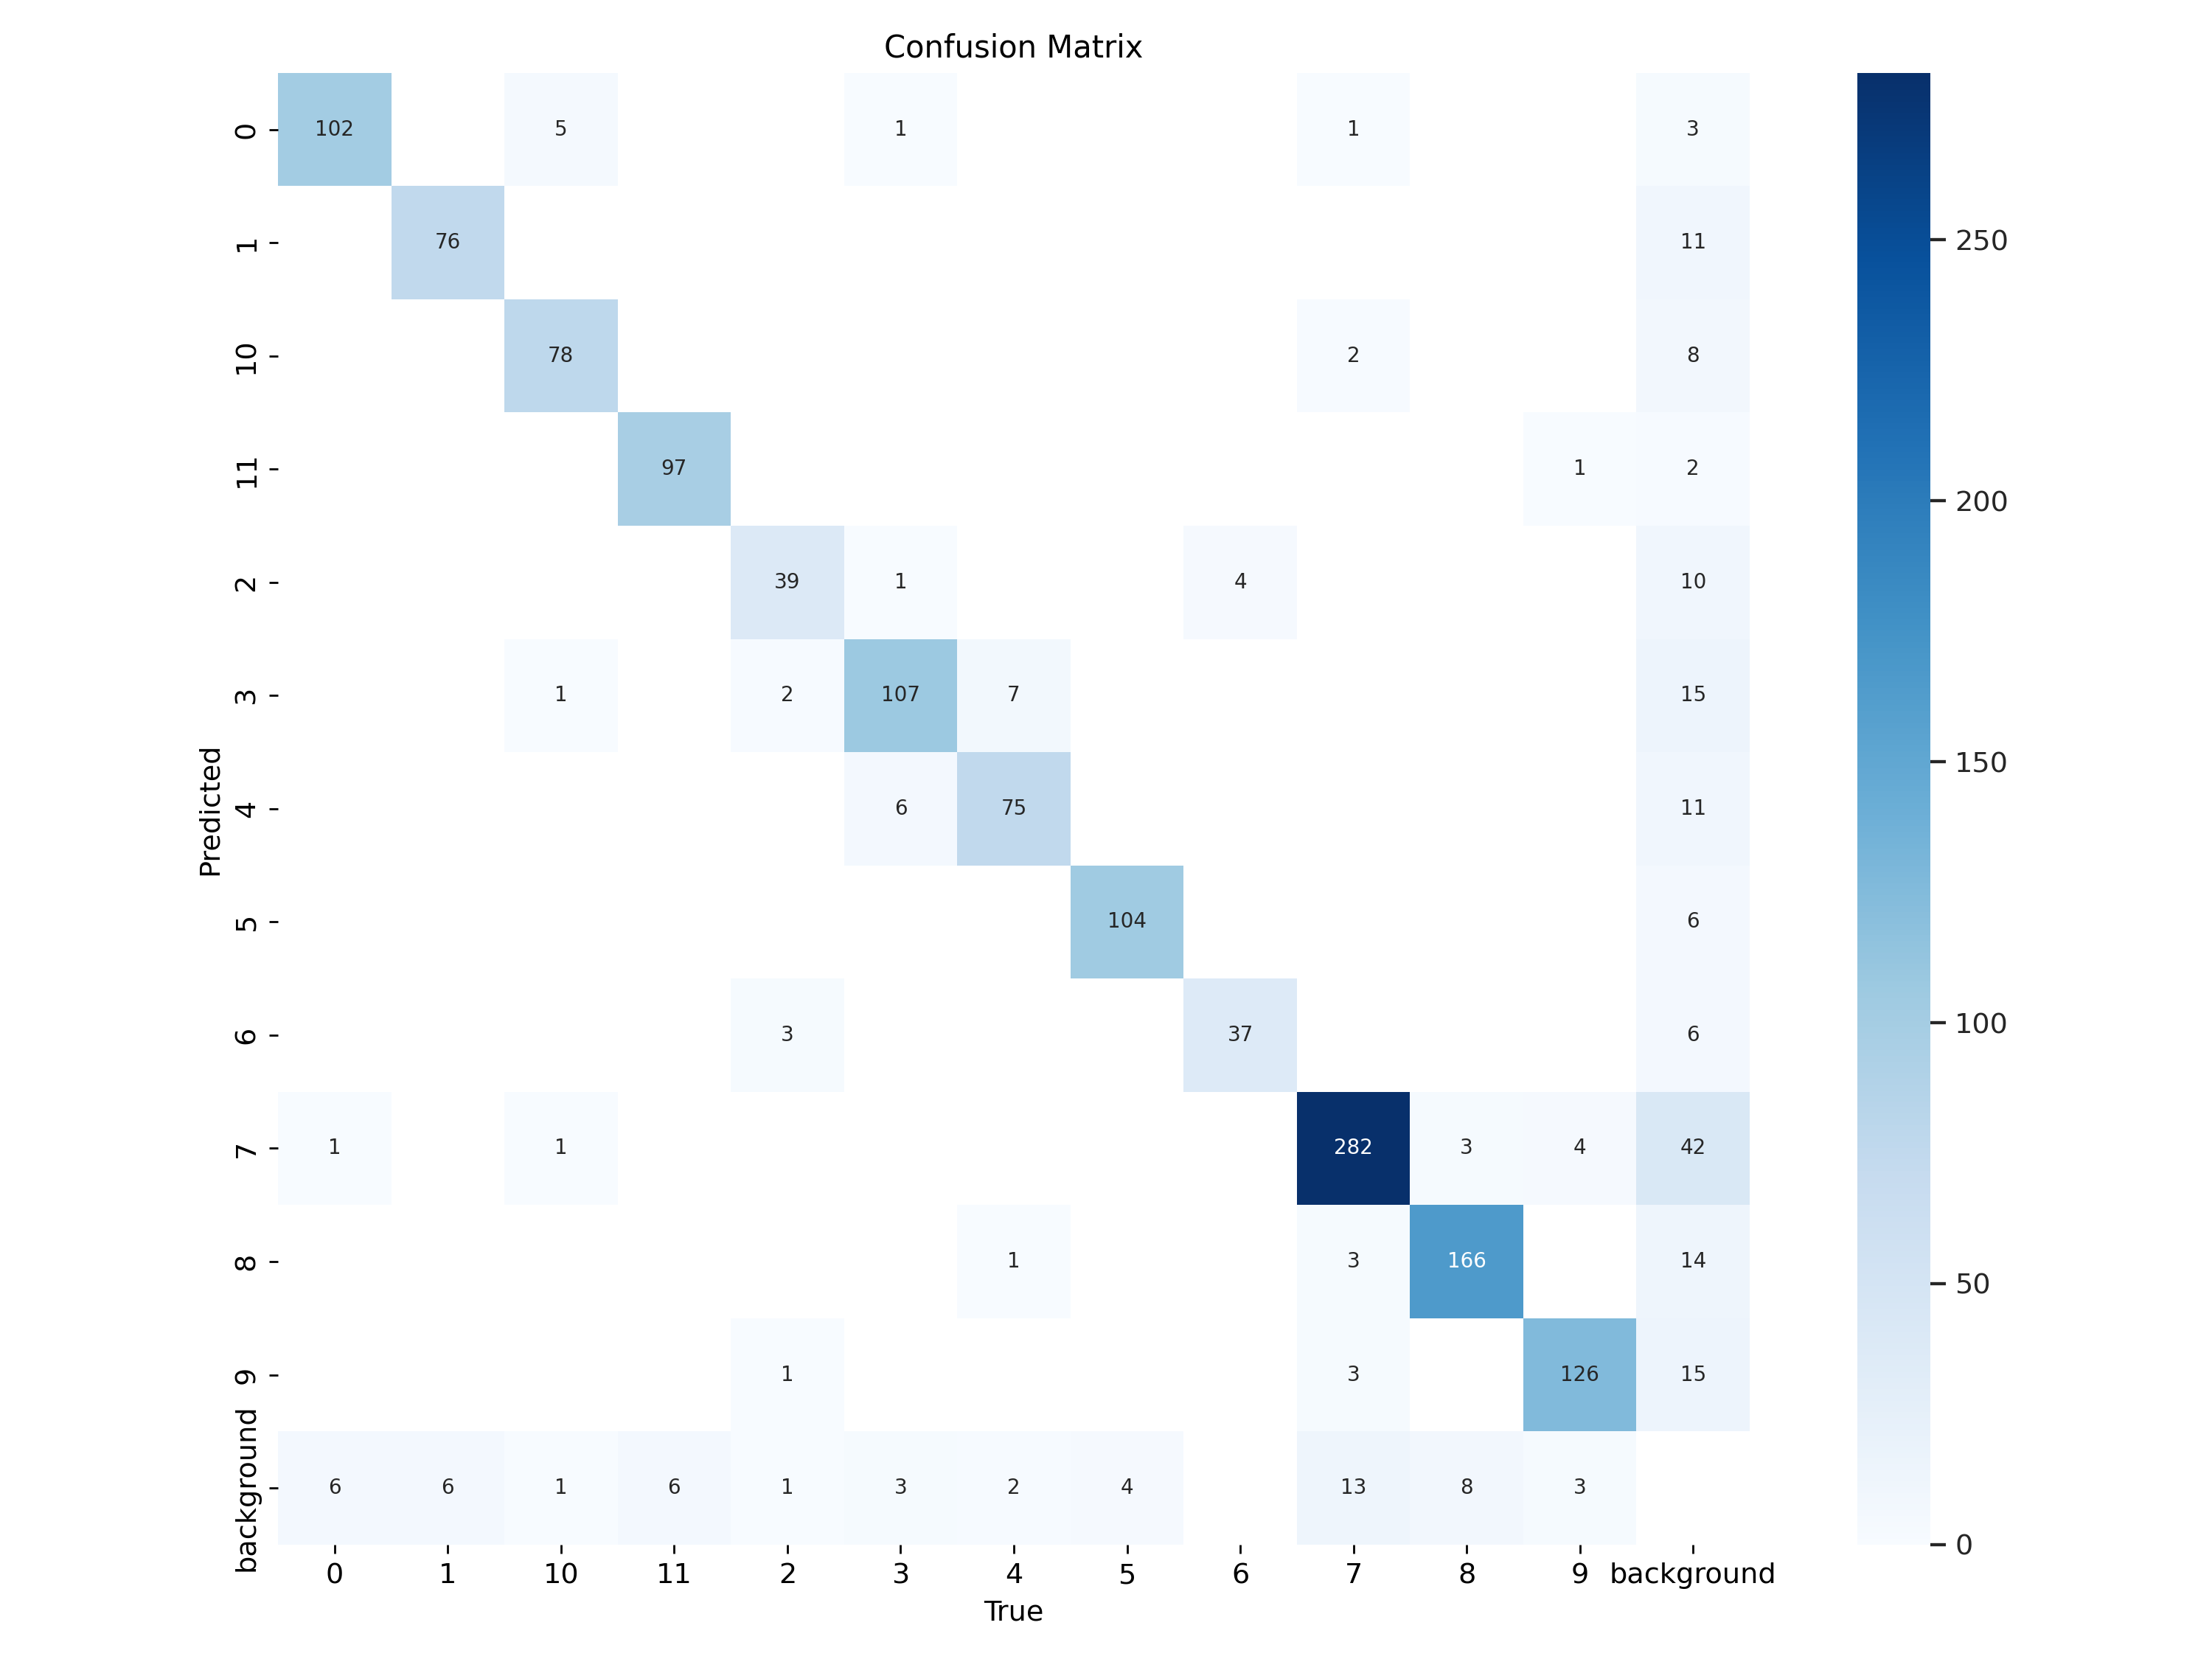 Confusion Matrix
0 102 5 1 1 3
1 76 11
10 78 2 8
11 97 1 2
2 39 1 4 10
3 1 2 107 7 15
4 6 75 11
5 104 6
6 3 37 6
7 1 1 282 3 4 42
8 1 3 166 14
9 1 3 126 15
background 6 6 1 6 1 3 2 4 13 8 3
0 1 10 11 2 3 4 5 6 7 8 9 background
True
Predicted
250
200
150
100
50
0